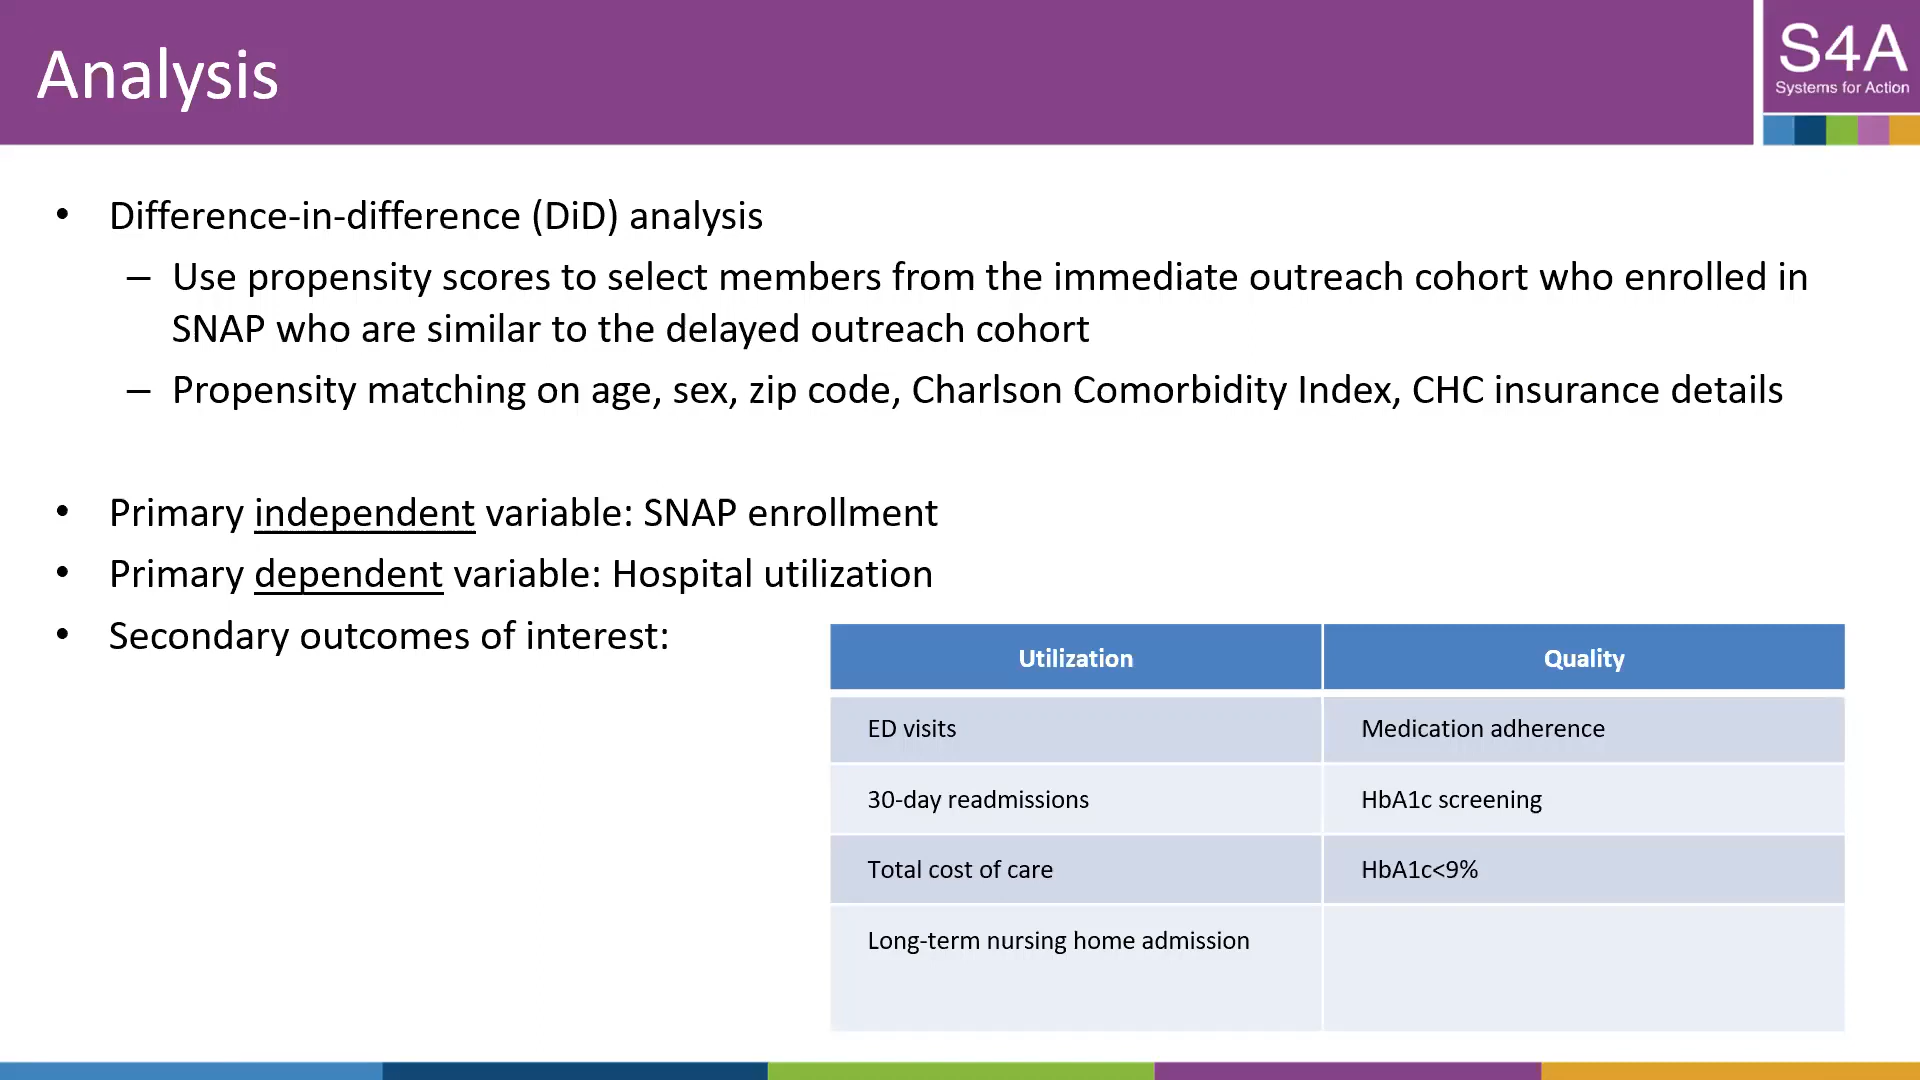 Analysis
S4A
Systems for Action
• Difference-in-difference (DiD) analysis
– Use propensity scores to select members from the immediate outreach cohort who enrolled in
SNAP who are similar to the delayed outreach cohort
– Propensity matching on age, sex, zip code, Charlson Comorbidity Index, CHC insurance details
• Primary independent variable: SNAP enrollment
• Primary dependent variable: Hospital utilization
• Secondary outcomes of interest:
Utilization Quality
ED visits Medication adherence
30-day readmissions HbA1c screening
Total cost of care HbA1c<9%
Long-term nursing home admission